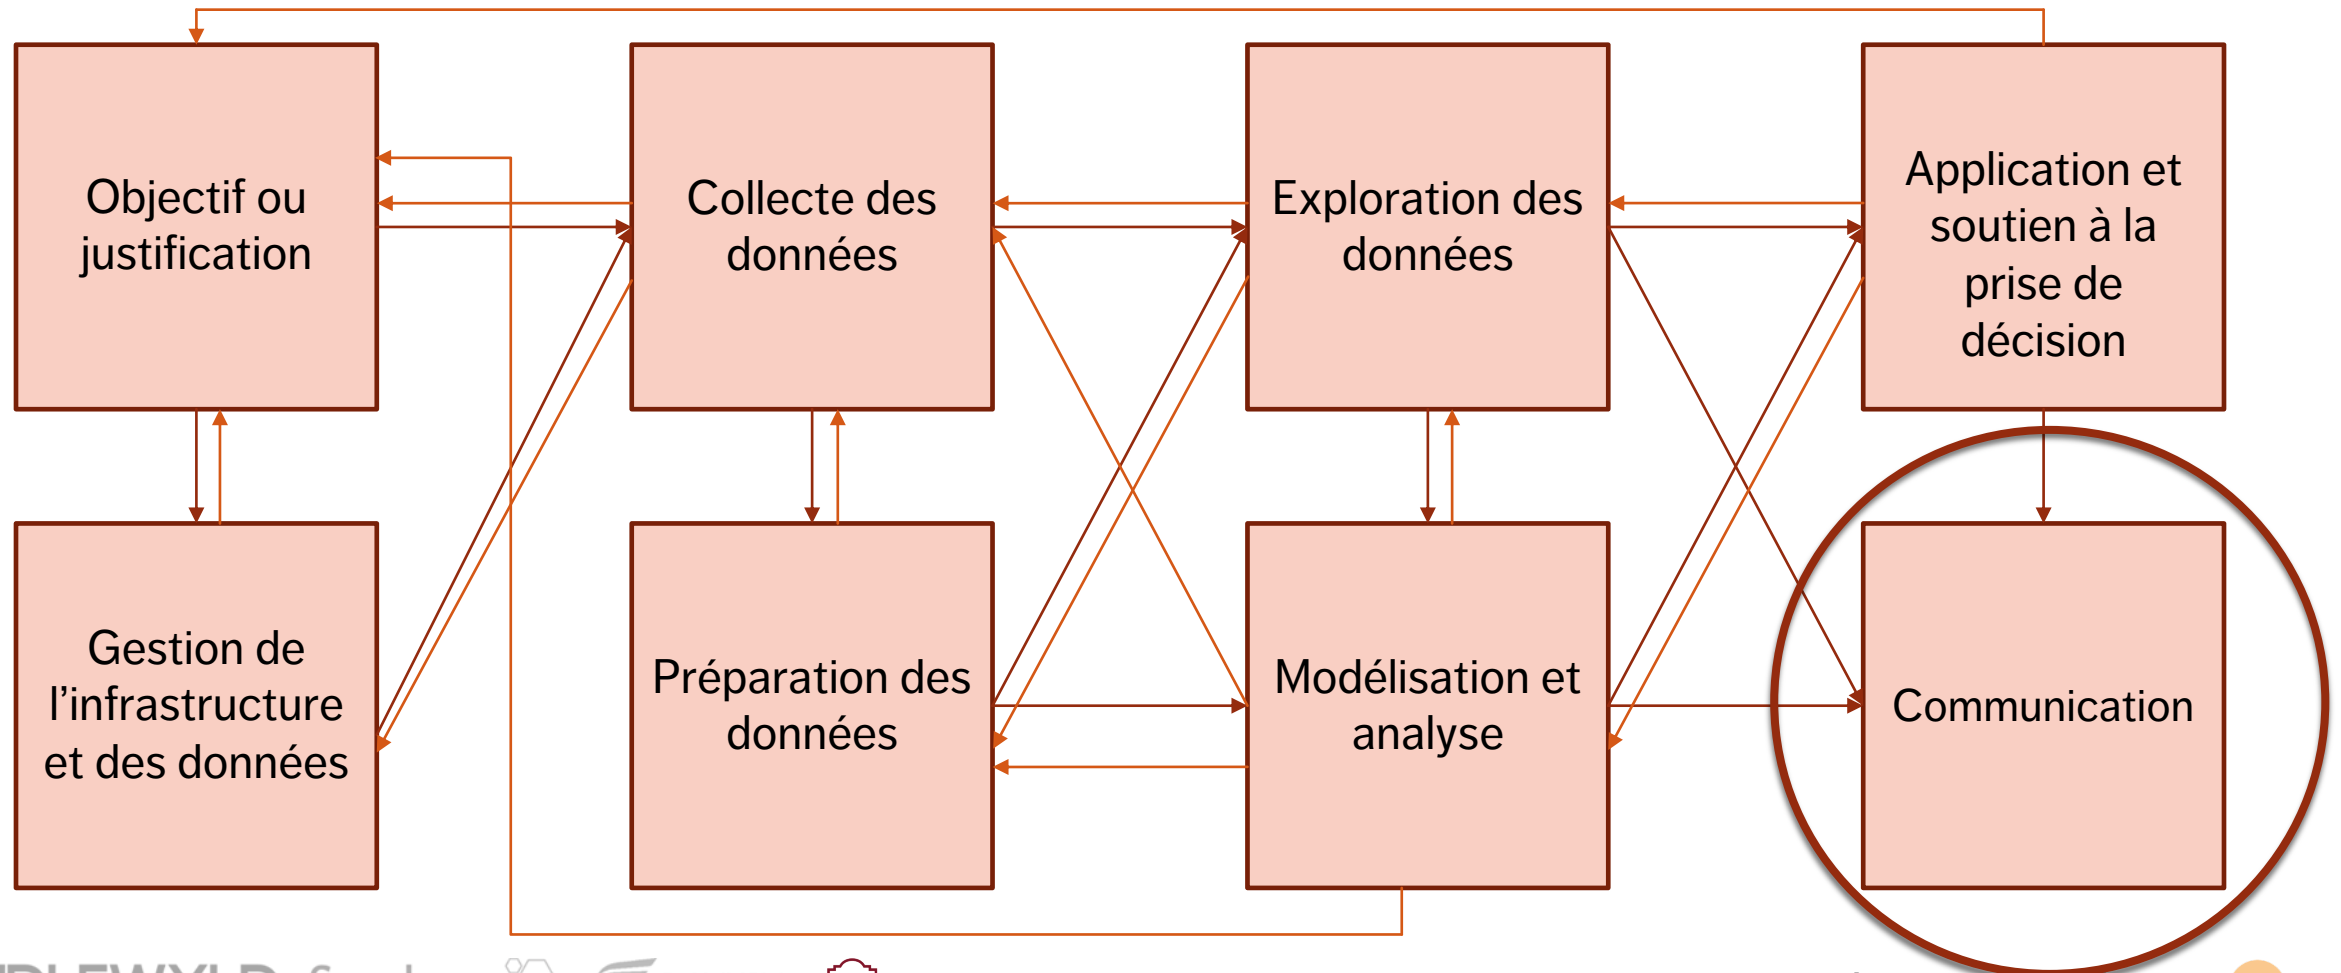 Objectif ou
justification
Collecte des
données
Exploration des
données
Application et
soutien à la
prise de
décision
Gestion de
l'infrastructure
et des données
Préparation des
données
Modélisation et
analyse
Communication